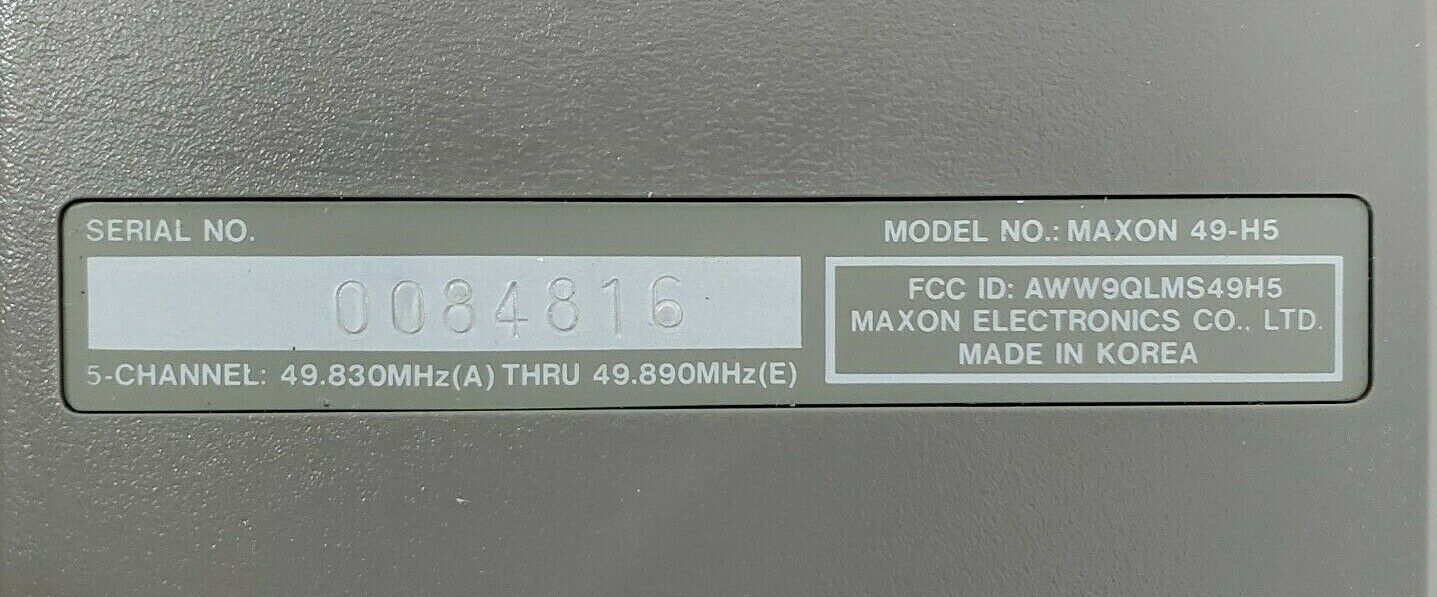 SERIAL NO.
0084816
5-CHANNEL: 49.830MHz(A) THRU 49.890MHz(E)
MODEL NO.: MAXON 49-H5
FCC ID: AWW9QLMS49H5
MAXON ELECTRONICS CO., LTD.
MADE IN KOREA